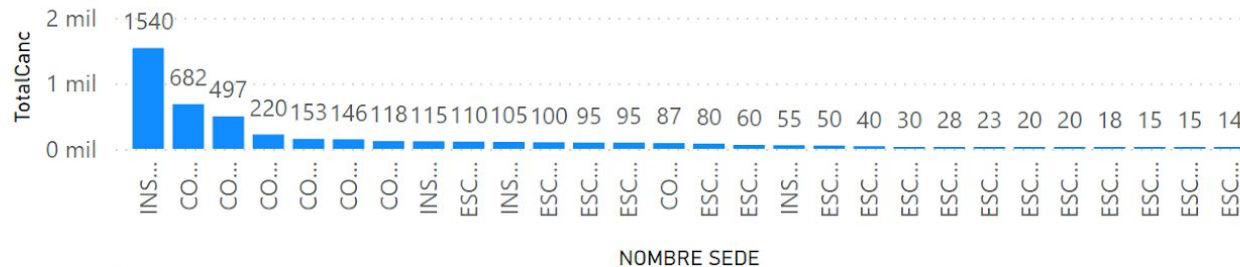 2 mil
1 mil
0 mil
TotalCanc
1540 682 497 220 153 146 118 115 110 105 100 95 95 87 80 60 55 50 40 30 28 23 20 20 18 15 15 14
INS... CO... CO... CO... CO... CO... CO... INS... ESC... INS... ESC... ESC... ESC... CO... ESC... ESC... INS... ESC... ESC... ESC... ESC... ESC... ESC... ESC... ESC... ESC... ESC... ESC...
NOMBRE SEDE